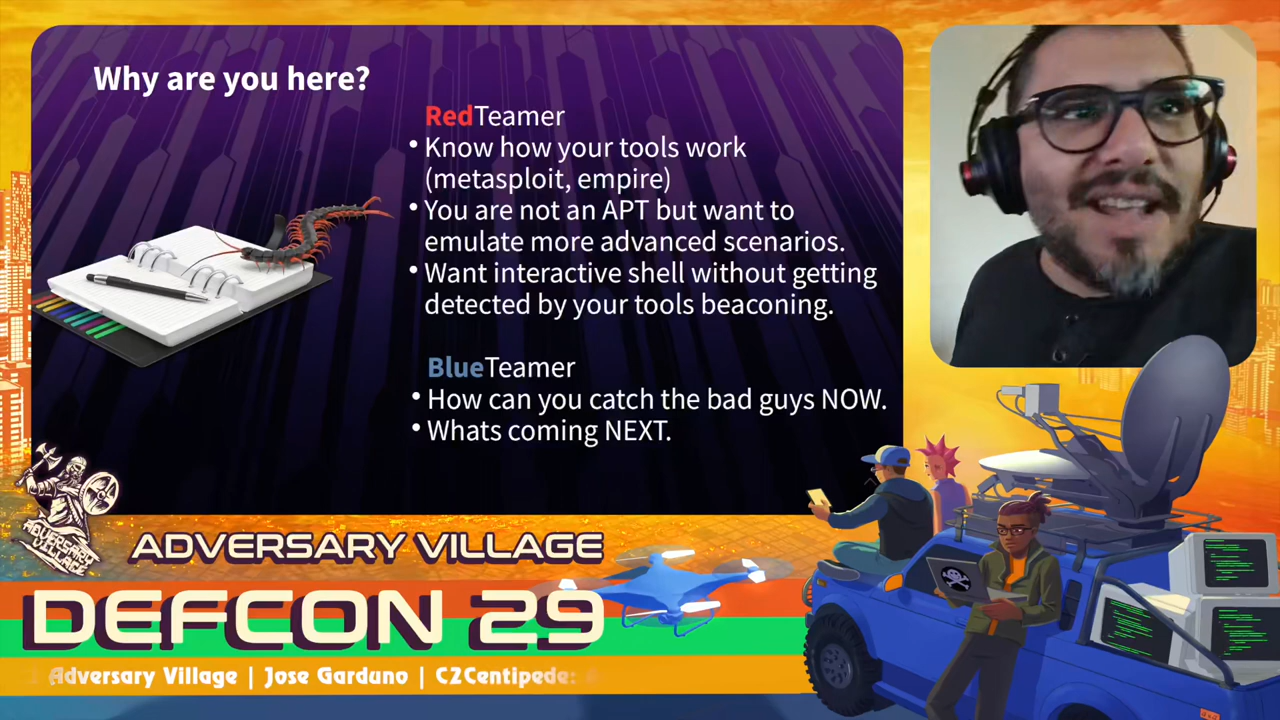 Why are you here?
RedTeamer
• Know how your tools work
(metasploit, empire)
• You are not an APT but want to
emulate more advanced scenarios.
• Want interactive shell without getting
detected by your tools beaconing.
BlueTeamer
• How can you catch the bad guys NOW.
• Whats coming NEXT.
ADVERSARY VILLAGE
ADVERSARY VILLAGE
DEFCON 29
Adversary Village | Jose Garduno | C2Centipede: